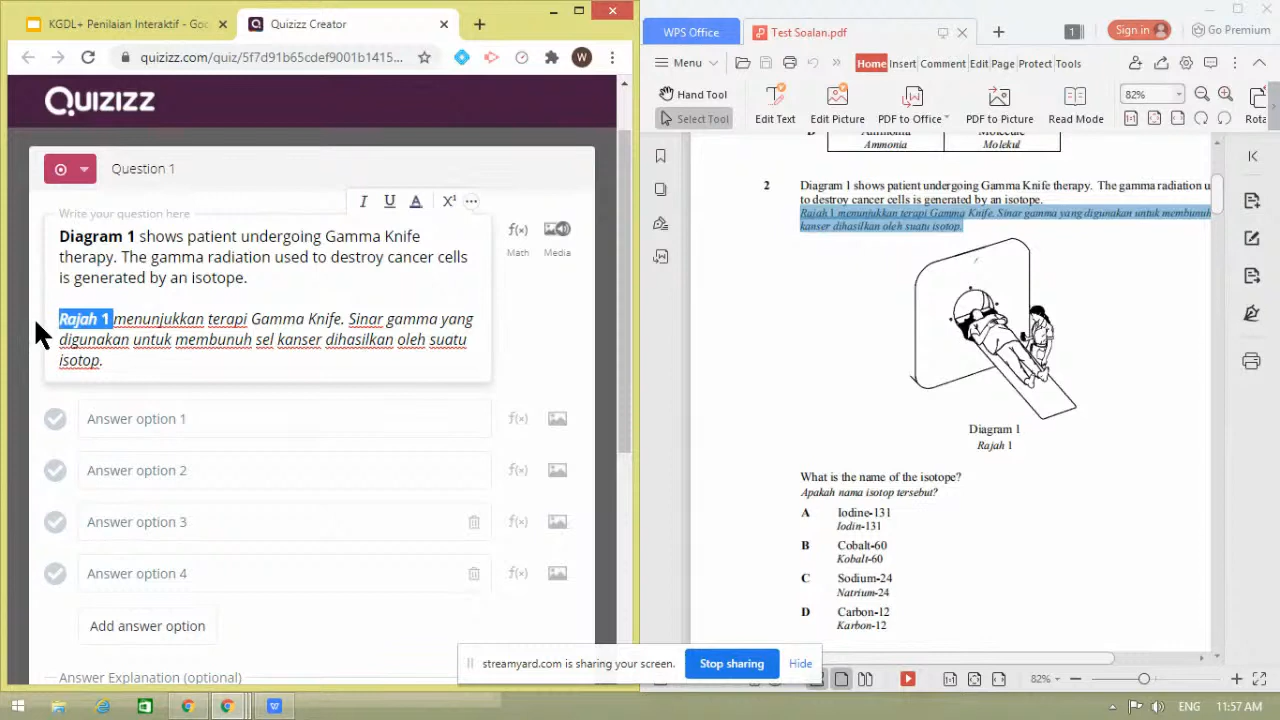 KGDL+ Penilaian Interaktif - Goo
Quizizz Creator
quizizz.com/quiz/5f7d91b65cdef9001b1415...
W
Quizizz
Question 1
Write your question here
I U A X¹ ...
Diagram 1 shows patient undergoing Gamma Knife
therapy. The gamma radiation used to destroy cancer cells
is generated by an isotope.
Rajah 1 menunjukkan terapi Gamma Knife. Sinar gamma yang
digunakan untuk membunuh sel kanser dihasilkan oleh suatu
isotop.
f(x)
Math
Media
Answer option 1
f(x)
Answer option 2
f(x)
Answer option 3
f(x)
Answer option 4
f(x)
Add answer option
Answer Explanation (optional)
WPS Office
Test Soalan.pdf
1
Sign in
Go Premium
Menu
Home Insert Comment Edit Page Protect Tools
Hand Tool
Select Tool
Edit Text
Edit Picture
PDF to Office
PDF to Picture
Read Mode
82%
Rota
D Ammonia Molecule
Ammonia Molekul
2 Diagram 1 shows patient undergoing Gamma Knife therapy. The gamma radiation u
to destroy cancer cells is generated by an isotope.
Rajah 1 menunjukkan terapi Gamma Knife. Sinar gamma yang digunakan untuk membunuh
kanser dihasilkan oleh suatu isotop.
Diagram 1
Rajah 1
What is the name of the isotope?
Apakah nama isotop tersebut?
A Iodine-131
Iodin-131
B Cobalt-60
Kobalt-60
C Sodium-24
Natrium-24
D Carbon-12
Karbon-12
streamyard.com is sharing your screen.
Stop sharing
Hide
82%
W
ENG
11:57 AM